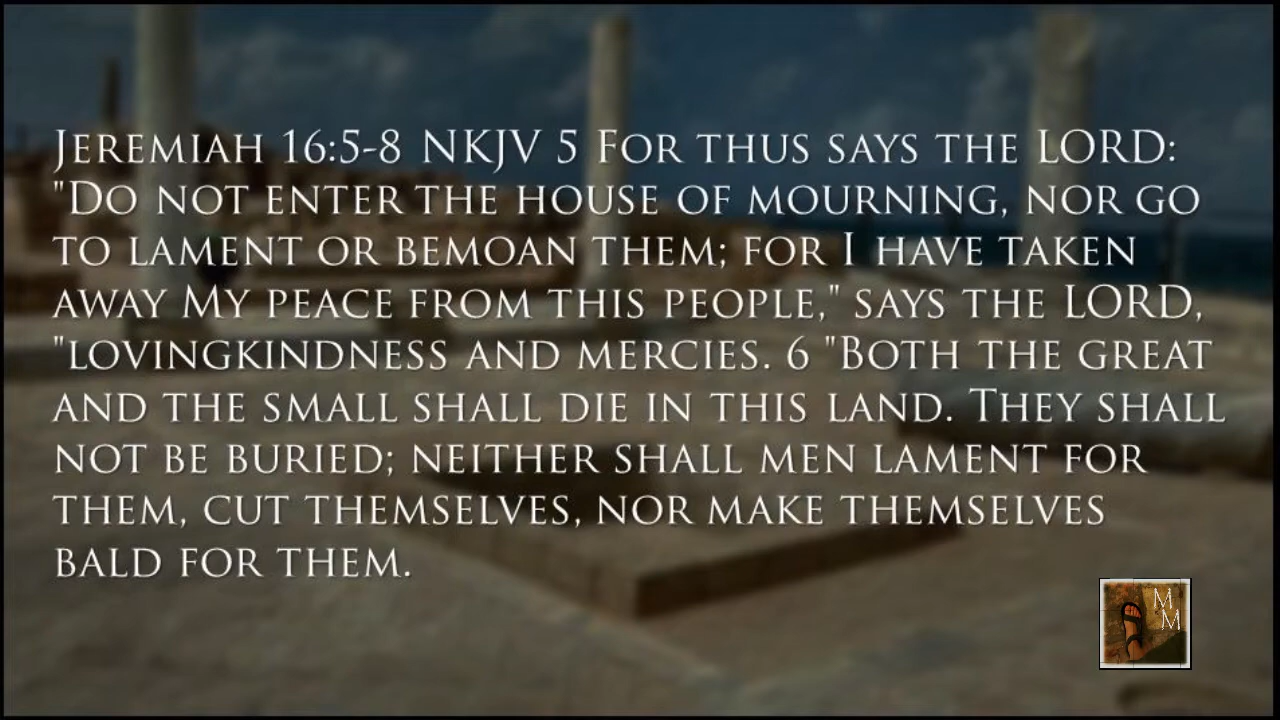 Jeremiah 16:5-8 NKJV 5 For thus says the LORD:
"Do not enter the house of mourning, nor go
to lament or bemoan them; for I have taken
away My peace from this people," says the LORD,
"lovingkindness and mercies. 6 "Both the great
and the small shall die in this land. They shall
not be buried; neither shall men lament for
them, cut themselves, nor make themselves
bald for them.
M
M